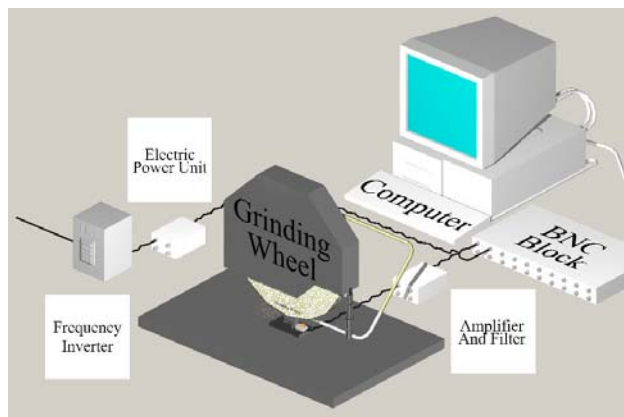 Electric
Power Unit
Grinding
Wheel
Computer
BNC
Block
Frequency
Inverter
Amplifier
And Filter